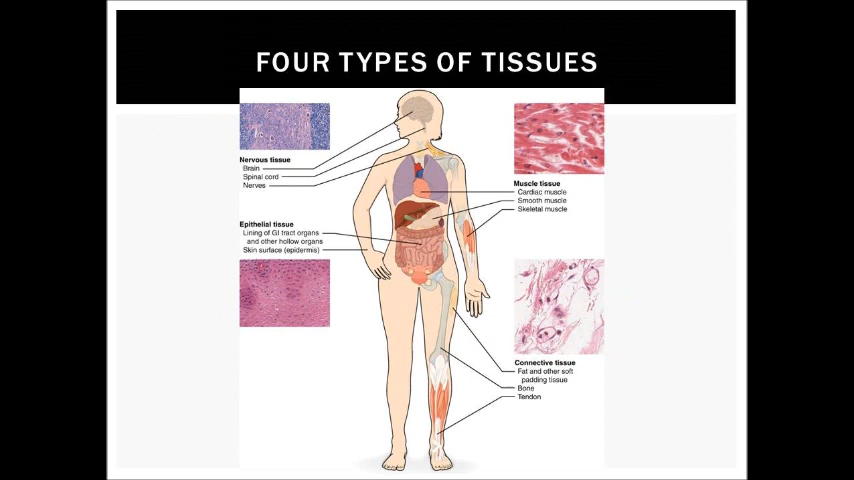 FOUR TYPES OF TISSUES
Nervous tissue
Brain
Spinal cord
Nerves
Epithelial tissue
Lining of GI tract organs
and other hollow organs
Skin surface (epidermis)
Muscle tissue
Cardiac muscle
Smooth muscle
Skeletal muscle
Connective tissue
Fat and other soft
padding tissue
Bone
Tendon